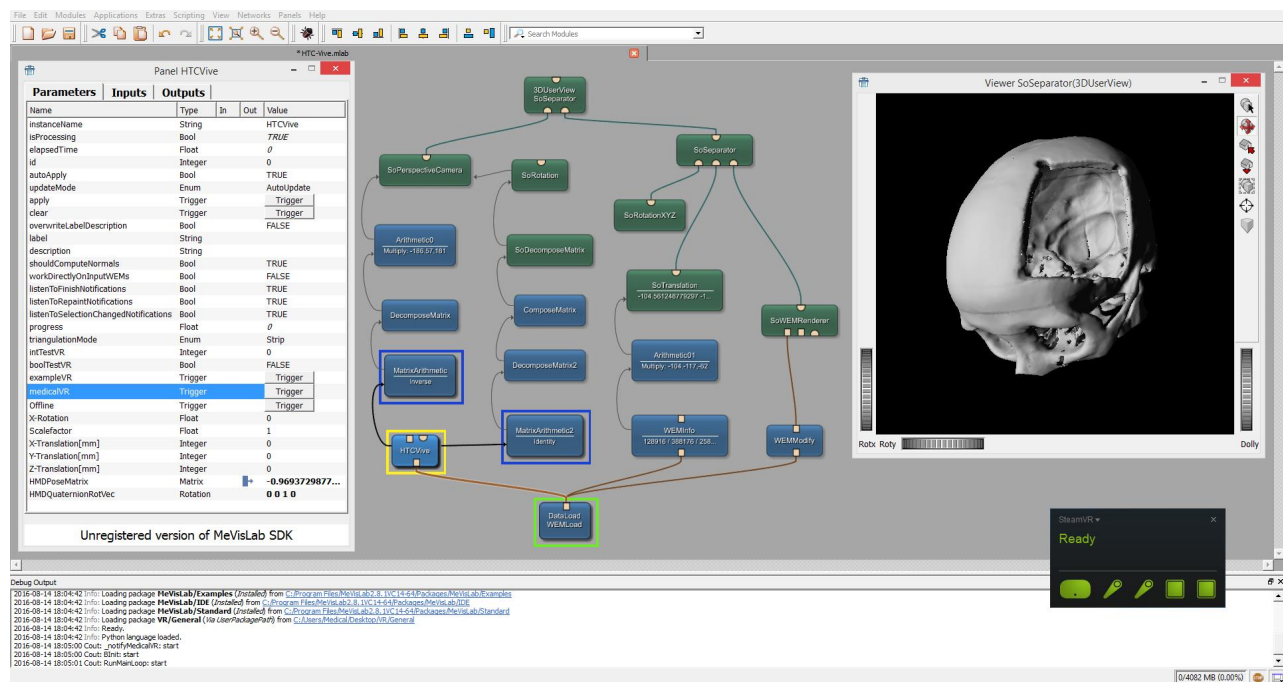 File Edit Modules Applications Extras Scripting View Networks Panels Help
Search Modules
*HTC-Vive.mlab
Panel HTCVive
Parameters Inputs Outputs
Name Type In Out Value
instanceName String HTCVive
isProcessing Bool TRUE
elapsedTime Float 0
id Integer 0
autoApply Bool TRUE
updateMode Enum AutoUpdate
apply Trigger Trigger
clear Trigger Trigger
overwriteLabelDescription Bool FALSE
label String
description String
shouldComputeNormals Bool TRUE
workDirectlyOnInputWEMs Bool FALSE
listenToFinishNotifications Bool TRUE
listenToRepaintNotifications Bool TRUE
listenToSelectionChangedNotifications Bool TRUE
progress Float 0
triangulationMode Enum Strip
intTestVR Integer 0
boolTestVR Bool FALSE
exampleVR Trigger Trigger
medicalVR Trigger Trigger
Offline Trigger Trigger
X-Rotation Float 0
Scalefactor Float 1
X-Translation[mm] Integer 0
Y-Translation[mm] Integer 0
Z-Translation[mm] Integer 0
HMDPoseMatrix Matrix -0.9693729877...
HMDQuaternionRotVec Rotation 0 0 1 0
Unregistered version of MeVisLab SDK
3DUserView
SoSeparator
SoPerspectiveCamera
SoRotation
SoSeparator
SoRotationXYZ
Arithmetic0
Multiply: -186,57,181
SoDecomposeMatrix
SoTranslation
-104.561248779297 -1...
DecomposeMatrix
ComposeMatrix
SoWEMRenderer
MatrixArithmetic
Inverse
DecomposeMatrix2
Arithmetic01
Multiply: -104,-117,-62
HTCVive
MatrixArithmetic2
Identity
WEMInfo
128916 / 388176 / 258...
WEMModify
DataLoad
WEMLoad
Viewer SoSeparator(3DUserView)
Rotx Roty
Dolly
SteamVR
Ready
Debug Output
2016-08-14 18:04:42 Info: Loading package MeVisLab/Examples (Installed) from C:/Program Files/MeVisLab2.8.1VC14-64/Packages/MeVisLab/Examples
2016-08-14 18:04:42 Info: Loading package MeVisLab/IDE (Installed) from C:/Program Files/MeVisLab2.8.1VC14-64/Packages/MeVisLab/IDE
2016-08-14 18:04:42 Info: Loading package MeVisLab/Standard (Installed) from C:/Program Files/MeVisLab2.8.1VC14-64/Packages/MeVisLab/Standard
2016-08-14 18:04:42 Info: Loading package VR/General (Via UserPackagePath) from C:/Users/Medical/Desktop/VR/General
2016-08-14 18:04:42 Info: Ready.
2016-08-14 18:04:42 Info: Python language loaded.
2016-08-14 18:05:00 Cout: _notifyMedicalVR: start
2016-08-14 18:05:00 Cout: BInit: start
2016-08-14 18:05:01 Cout: RunMainLoop: start
0/4082 MB (0.00%)